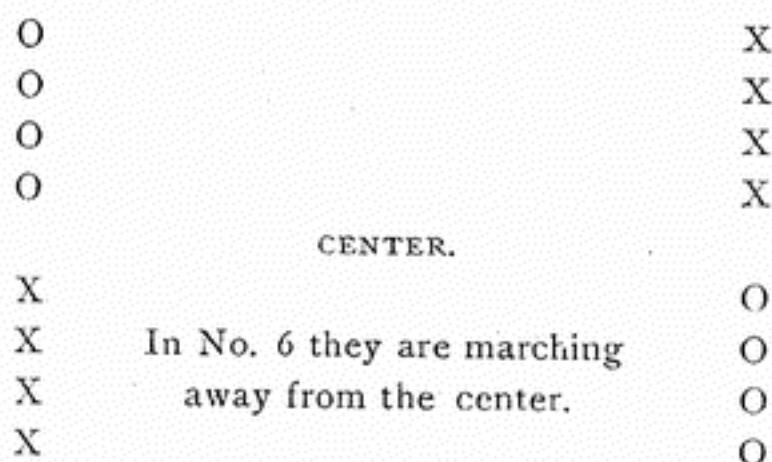 O X
O X
O X
O X
CENTER.
X O
X In No. 6 they are marching O
X away from the center. O
X O